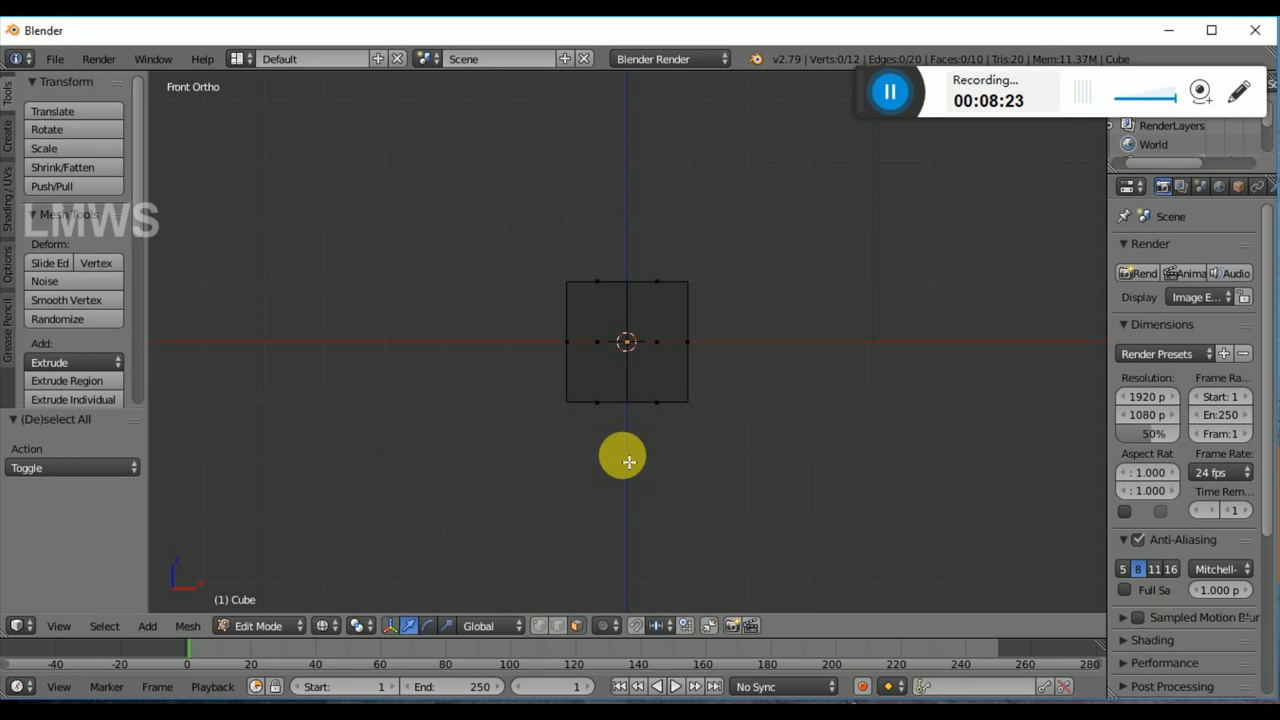 Blender
File Render Window Help Default Scene Blender Render v2.79 | Verts:0/12 | Edges:0/20 | Faces:0/10 | Tris:20 | Mem:11.37M | Cube
Recording...
00:08:23
Transform
Translate
Rotate
Scale
Shrink/Fatten
Push/Pull
Mesh Tools
LMWS
Deform:
Slide Ed Vertex
Noise
Smooth Vertex
Randomize
Add:
Extrude
Extrude Region
Extrude Individual
(De)select All
Action
Toggle
Tools
Create
Shading / UVs
Options
Grease Pencil
Front Ortho
z
x
(1) Cube
RenderLayers
World
Scene
Render
Rend Anima Audio
Display Image E...
Dimensions
Render Presets
Resolution: Frame Ra...
1920 p Start: 1
1080 p En:250
50% Fram:1
Aspect Rat Frame Rate:
: 1.000 24 fps
: 1.000 Time Rem...
1
Anti-Aliasing
5 8 11 16 Mitchell-
Full Sa 1.000 p
Sampled Motion Blur
Shading
Performance
Post Processing
View Select Add Mesh Edit Mode Global
-40 -20 0 20 40 60 80 100 120 140 160 180 200 220 240 260 280
View Marker Frame Playback Start: 1 End: 250 1 No Sync